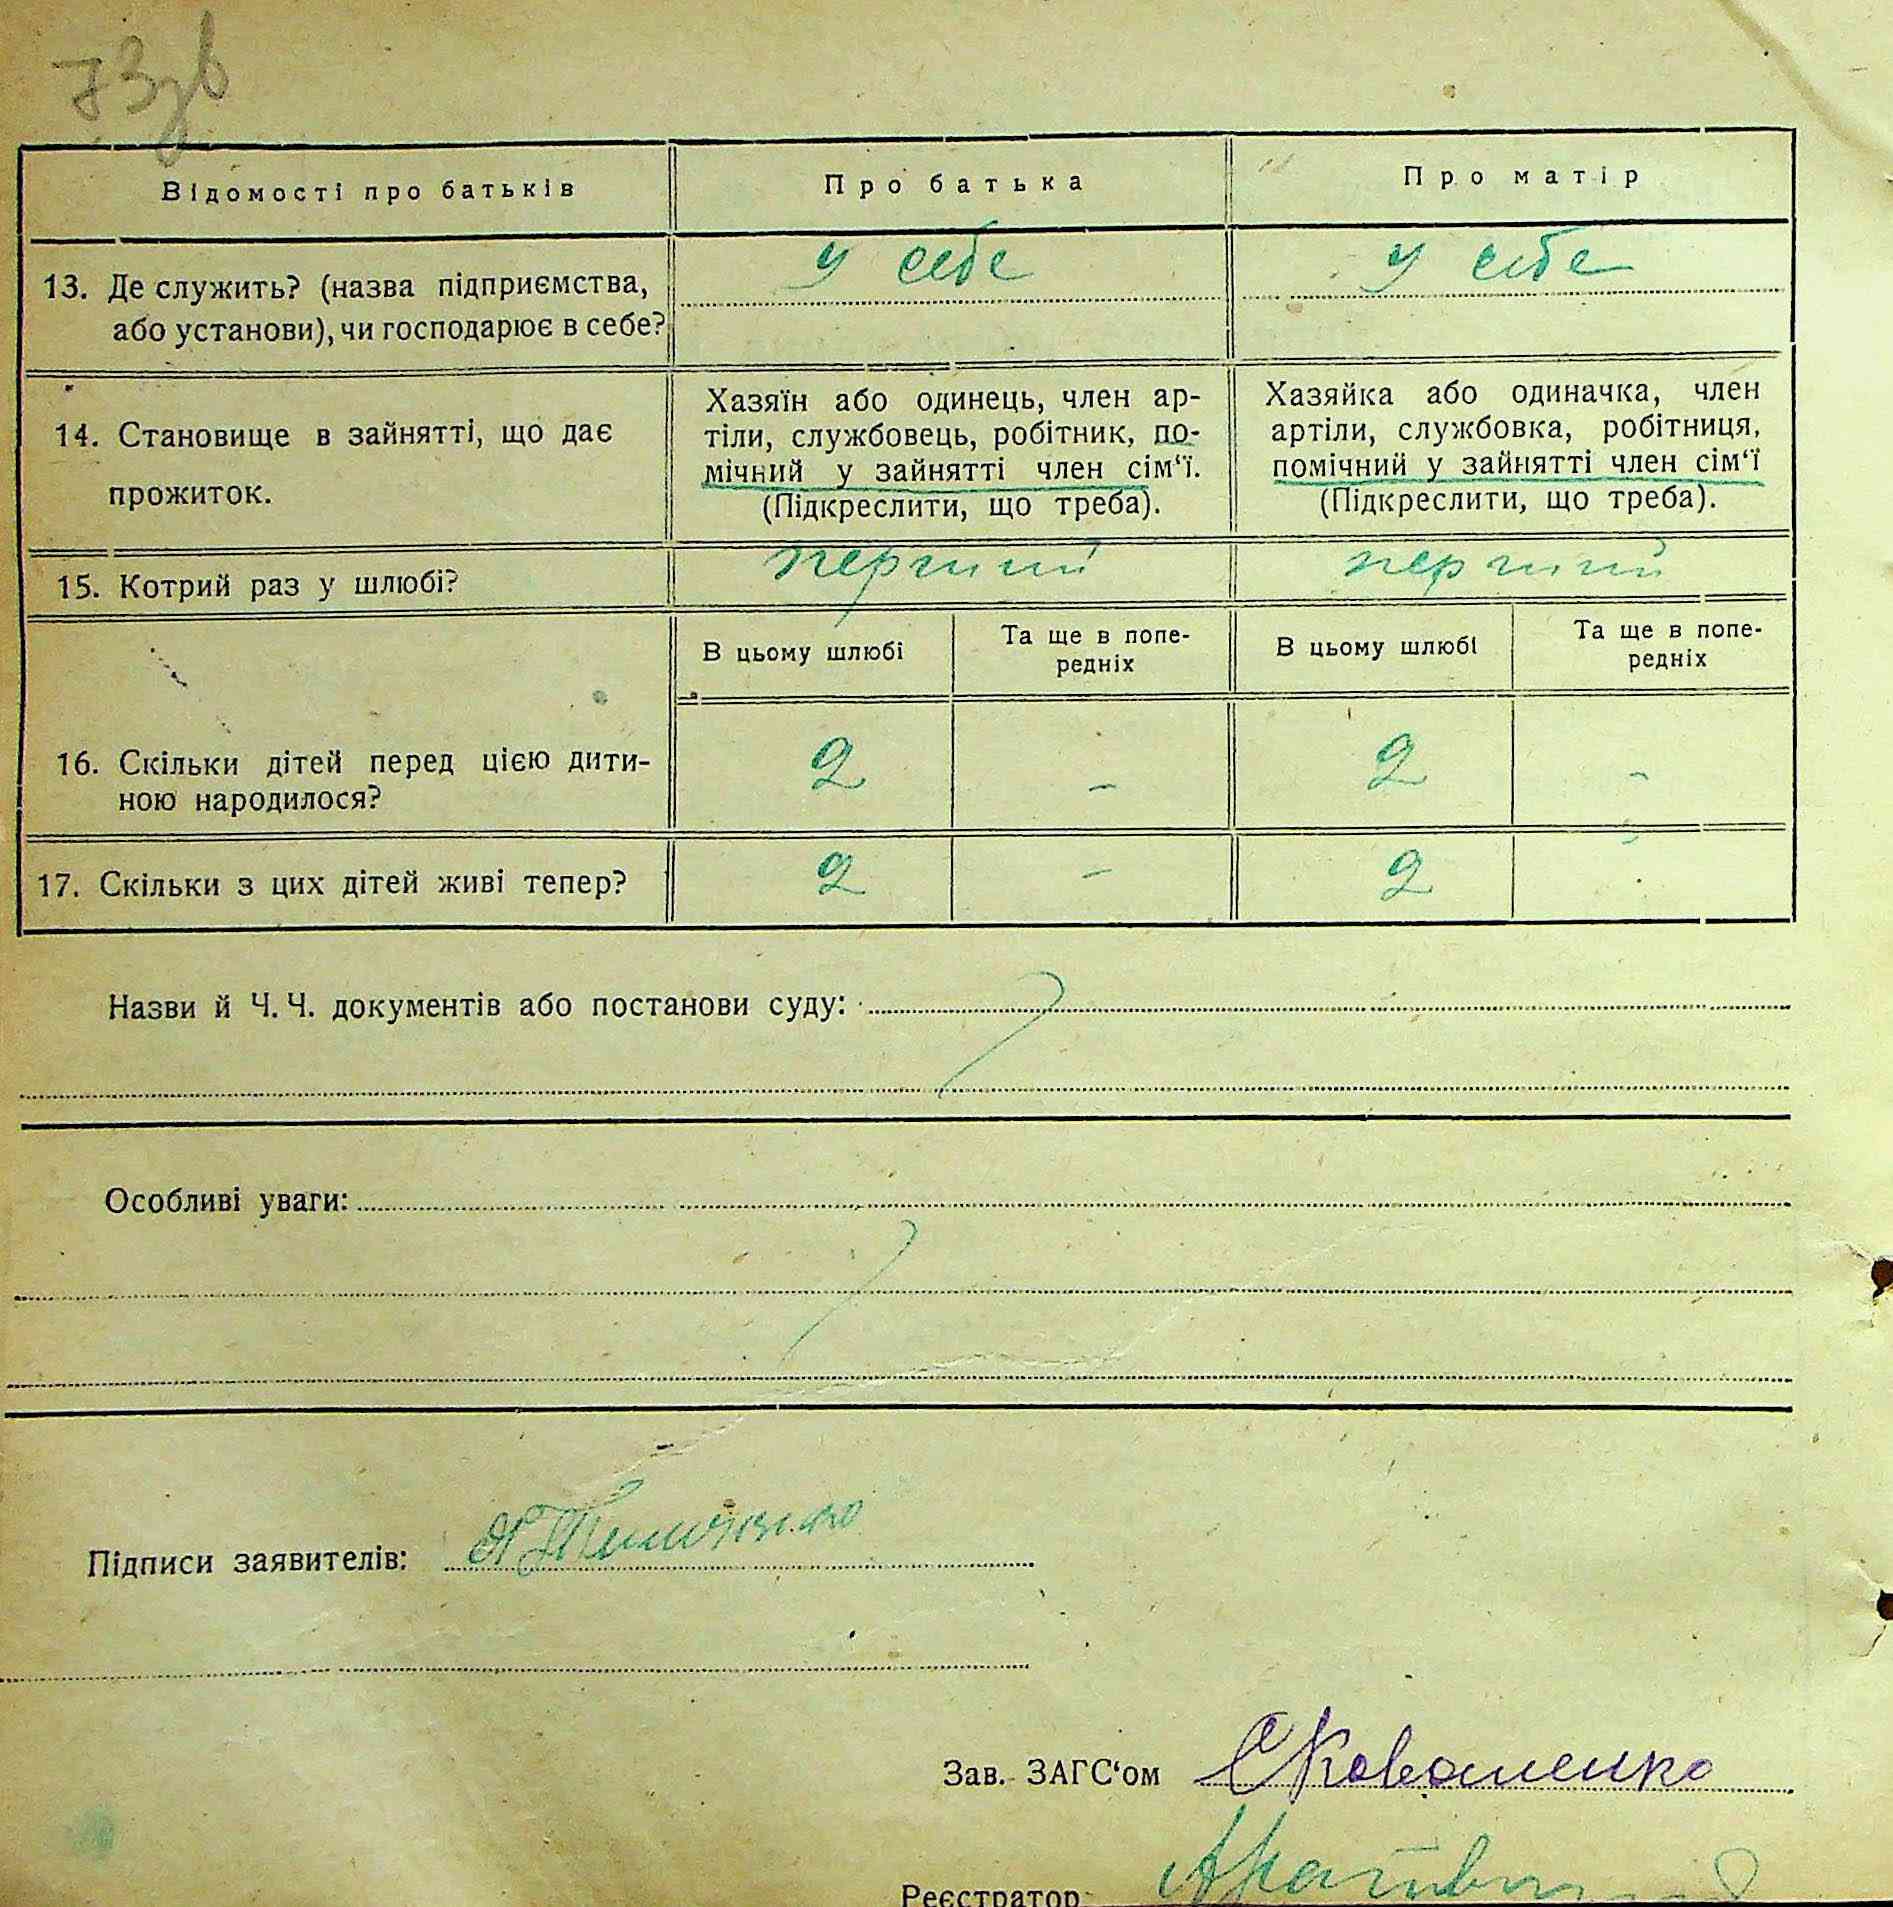 73зв
Відомості про батьків
Про батька
Про матір
13. Де служить? (назва підприємства,
або установи), чи господарює в себе?
у себе
у себе
14. Становище в зайнятті, що дає
прожиток.
Хазяїн або одинець, член ар-
тіли, службовець, робітник, по-
мічний у зайнятті член сім‘ї.
(Підкреслити, що треба).
Хазяйка або одиначка, член
артіли, службовка, робітниця,
помічний у зайнятті член сім‘ї
(Підкреслити, що треба).
15. Котрий раз у шлюбі?
перший
перший
В цьому шлюбі
Та ще в попе-
редніх
В цьому шлюбі
Та ще в попе-
редніх
16. Скільки дітей перед цією дити-
ною народилося?
2
-
2
-
17. Скільки з цих дітей живі тепер?
2
-
2
Назви й Ч. Ч. документів або постанови суду:
Особливі уваги:
Підписи заявителів:
Зав. ЗАГС‘ом СКоваленко
Реєстратор